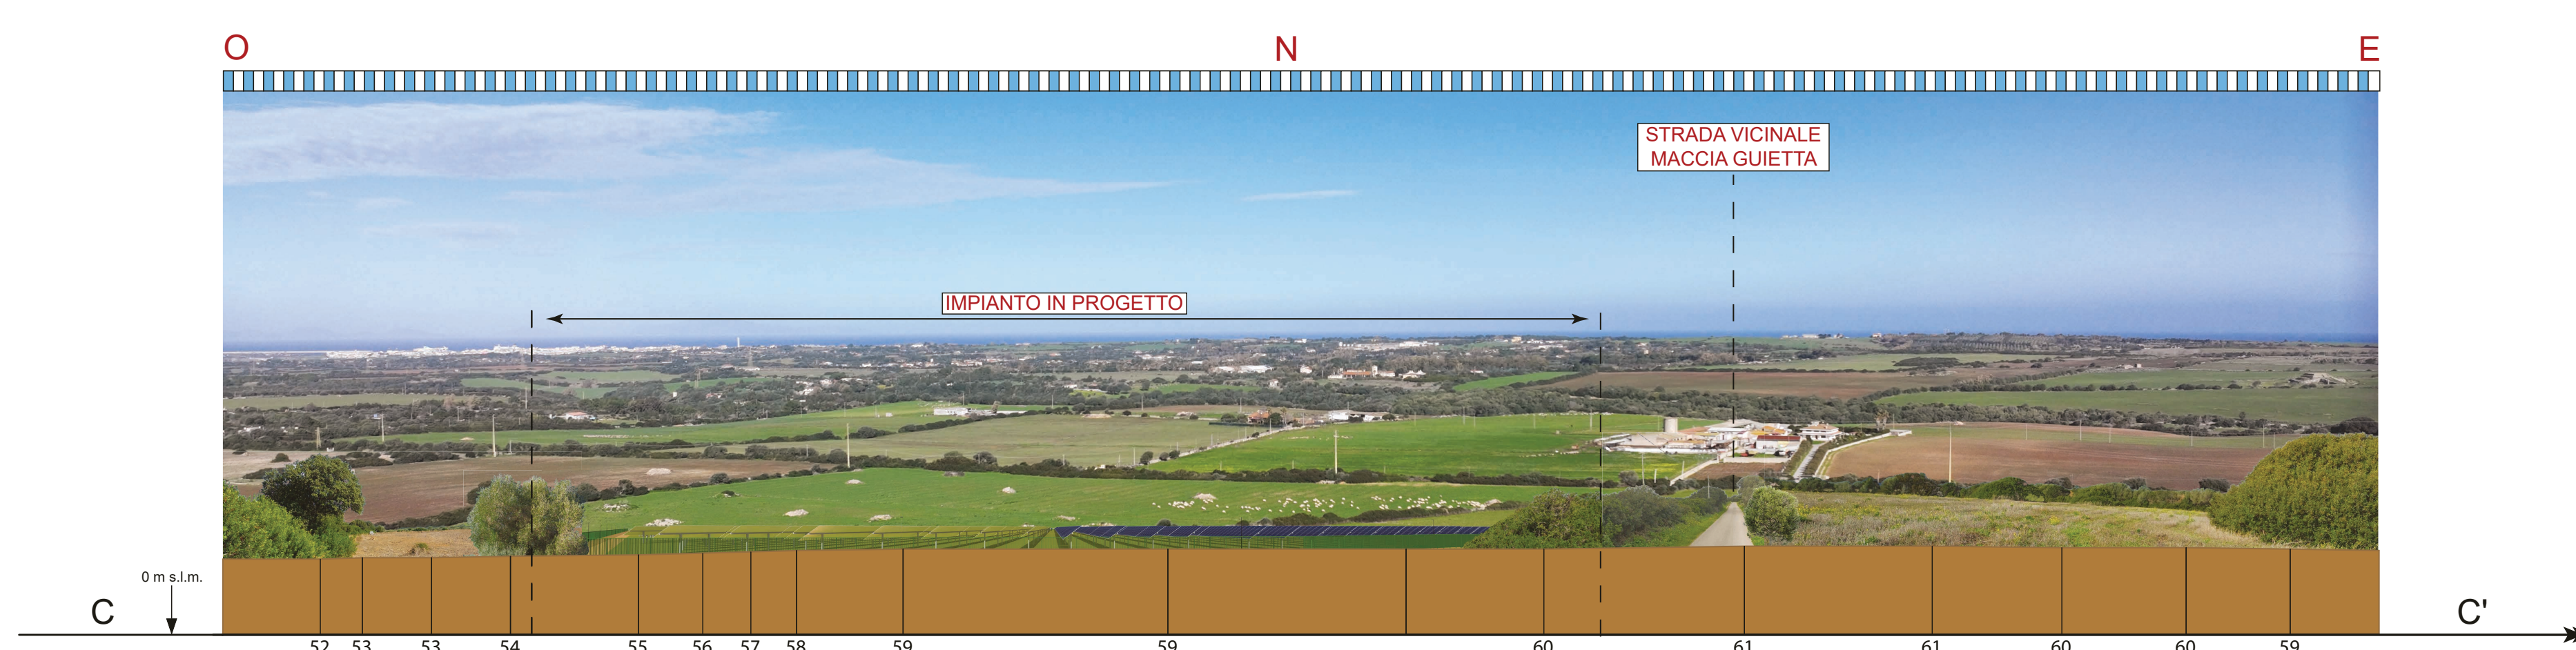 O N E
STRADA VICINALE
MACCIA GUIETTA
IMPIANTO IN PROGETTO
0 m s.l.m.
C C'
52 53 53 54 55 56 57 58 59 59 60 61 61 60 60 59